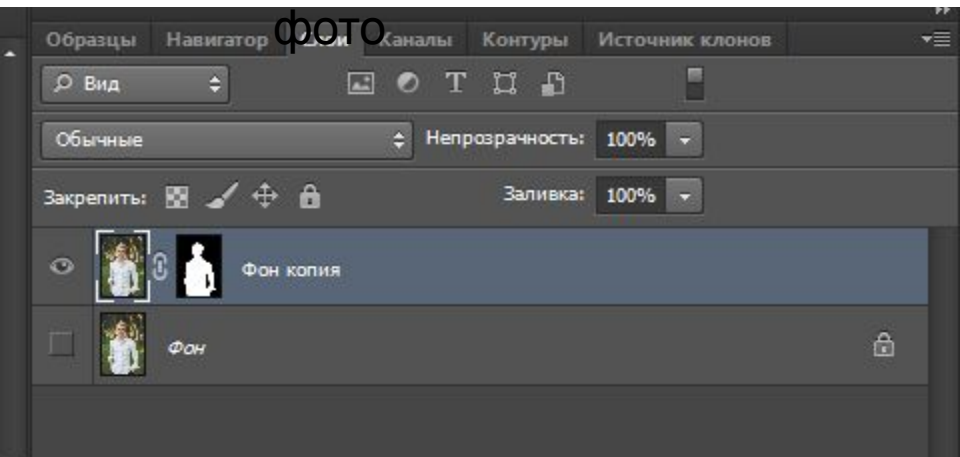 фото
Образцы Навигатор Каналы Контуры Источник клонов
Вид T
Обычные Непрозрачность: 100%
Закрепить: Заливка: 100%
Фон копия
Фон